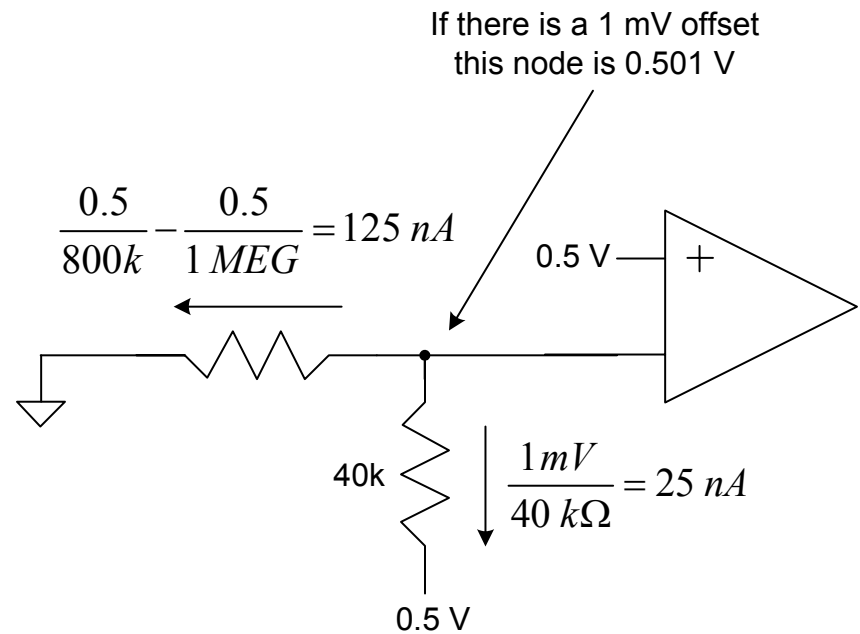 If there is a 1 mV offset
this node is 0.501 V
0.5/800k − 0.5/1 MEG = 125 nA
0.5 V
+
40k
1mV/40 kΩ = 25 nA
0.5 V